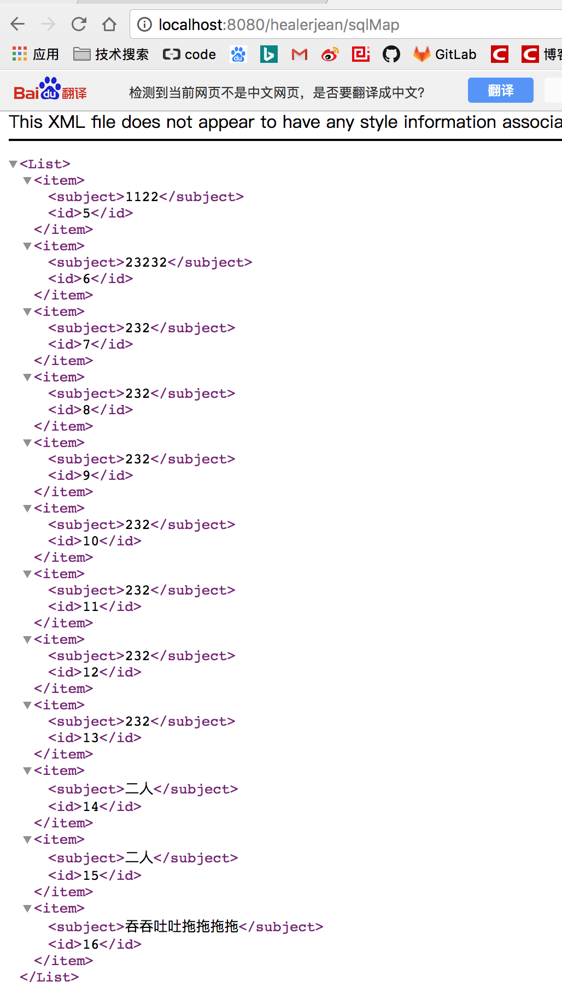 localhost:8080/healerjean/sqlMap
应用 技术搜索 code GitLab 博客
Bai du 翻译 检测到当前网页不是中文网页，是否要翻译成中文? 翻译
This XML file does not appear to have any style information associa
<List>
<item>
<subject>1122</subject>
<id>5</id>
</item>
<item>
<subject>23232</subject>
<id>6</id>
</item>
<item>
<subject>232</subject>
<id>7</id>
</item>
<item>
<subject>232</subject>
<id>8</id>
</item>
<item>
<subject>232</subject>
<id>9</id>
</item>
<item>
<subject>232</subject>
<id>10</id>
</item>
<item>
<subject>232</subject>
<id>11</id>
</item>
<item>
<subject>232</subject>
<id>12</id>
</item>
<item>
<subject>232</subject>
<id>13</id>
</item>
<item>
<subject>二人</subject>
<id>14</id>
</item>
<item>
<subject>二人</subject>
<id>15</id>
</item>
<item>
<subject>吞吞吐吐拖拖拖拖</subject>
<id>16</id>
</item>
</List>